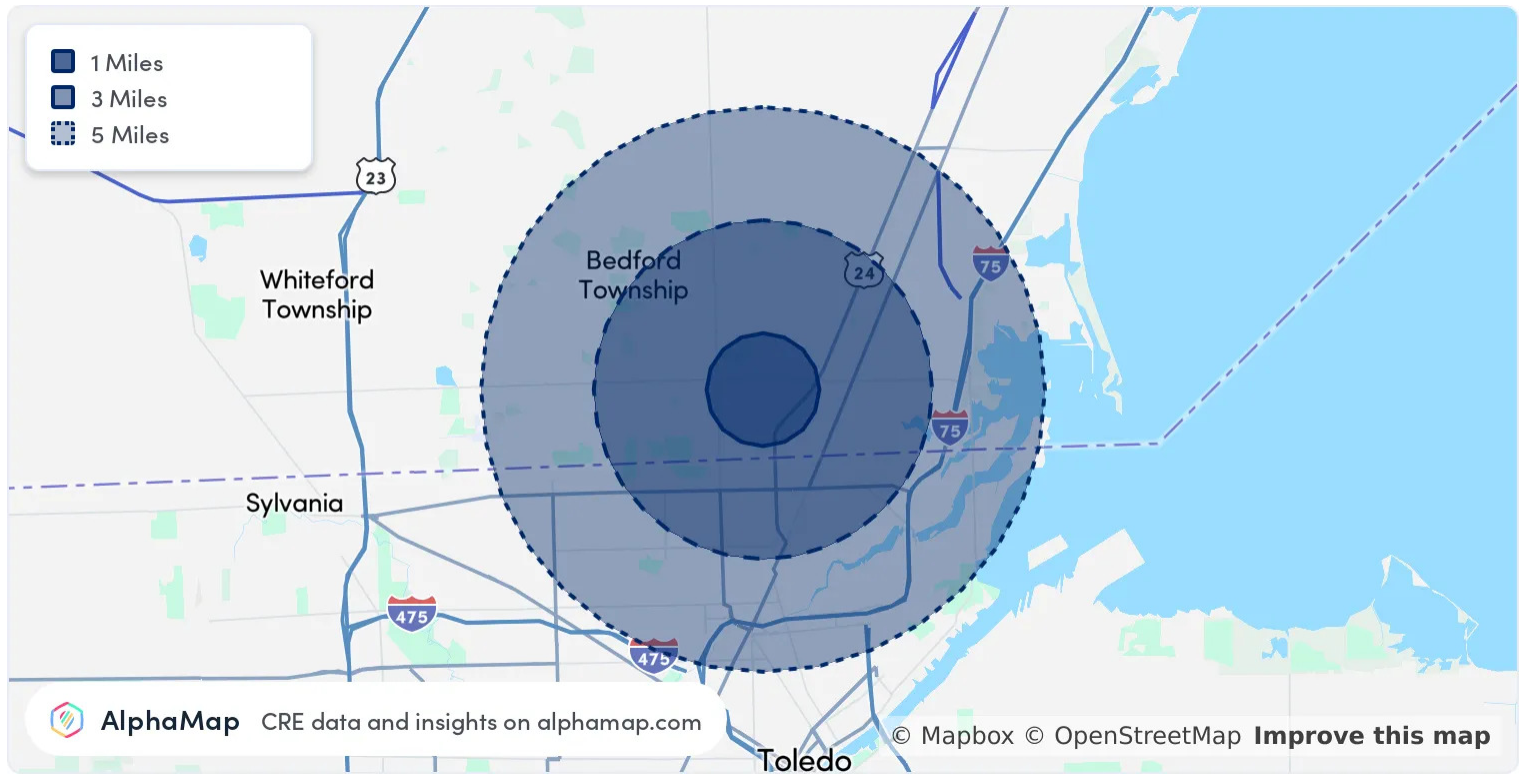 1 Miles
3 Miles
5 Miles
23
Bedford
Township
24
75
Whiteford
Township
75
Sylvania
475
475
AlphaMap CRE data and insights on alphamap.com
© Mapbox © OpenStreetMap Improve this map
Toledo